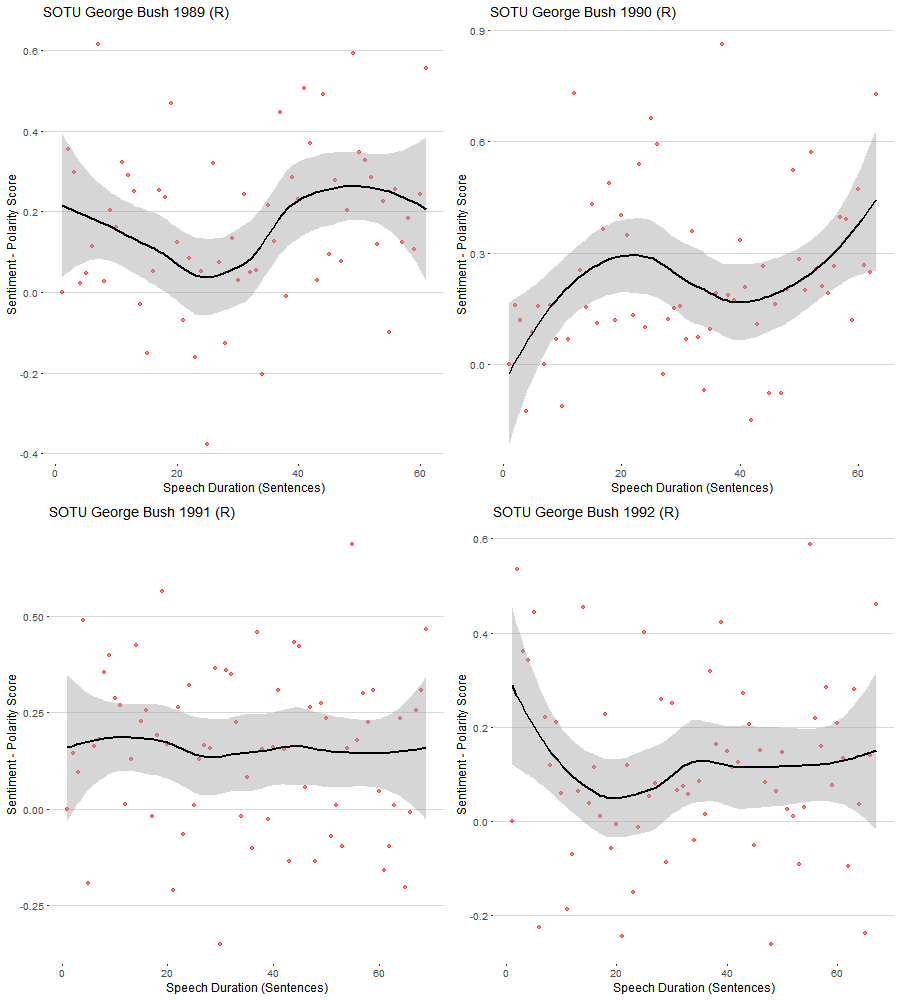 SOTU George Bush 1989 (R)
Sentiment - Polarity Score
0.6
0.4
0.2
0.0
-0.2
-0.4
0 20 40 60
Speech Duration (Sentences)
SOTU George Bush 1990 (R)
Sentiment - Polarity Score
0.9
0.6
0.3
0.0
0 20 40 60
Speech Duration (Sentences)
SOTU George Bush 1991 (R)
Sentiment - Polarity Score
0.50
0.25
0.00
-0.25
0 20 40 60
Speech Duration (Sentences)
SOTU George Bush 1992 (R)
Sentiment - Polarity Score
0.6
0.4
0.2
0.0
-0.2
0 20 40 60
Speech Duration (Sentences)